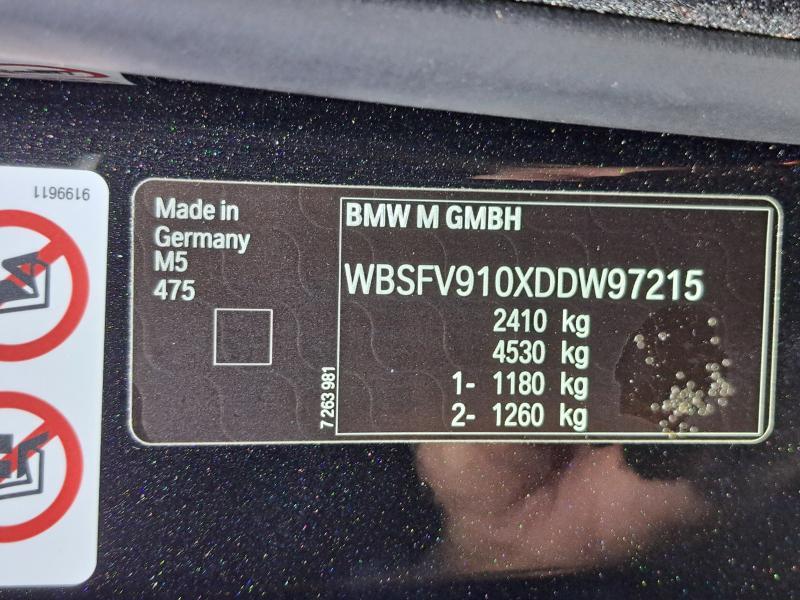 9199611
Made in
Germany
M5
475
7 263 981
BMW M GMBH
WBSFV910XDDW97215
2410 kg
4530 kg
1- 1180 kg
2- 1260 kg